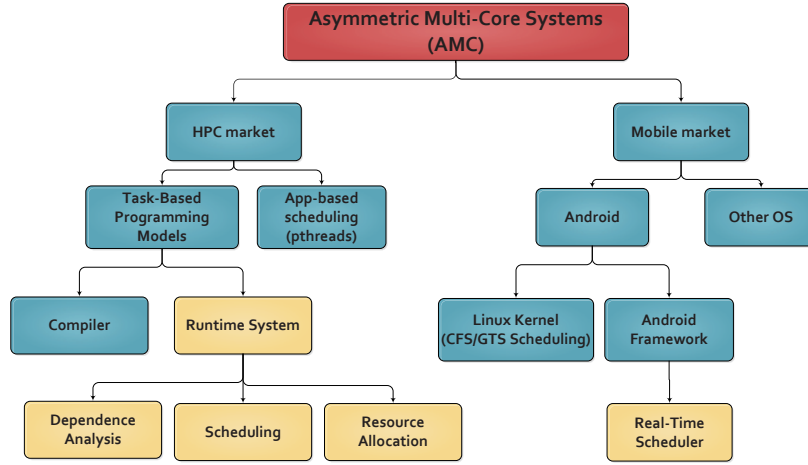 Asymmetric Multi-Core Systems
(AMC)
HPC market
Mobile market
Task-Based
Programming
Models
App-based
scheduling
(pthreads)
Android
Other OS
Compiler
Runtime System
Linux Kernel
(CFS/GTS Scheduling)
Android
Framework
Dependence
Analysis
Scheduling
Resource
Allocation
Real-Time
Scheduler